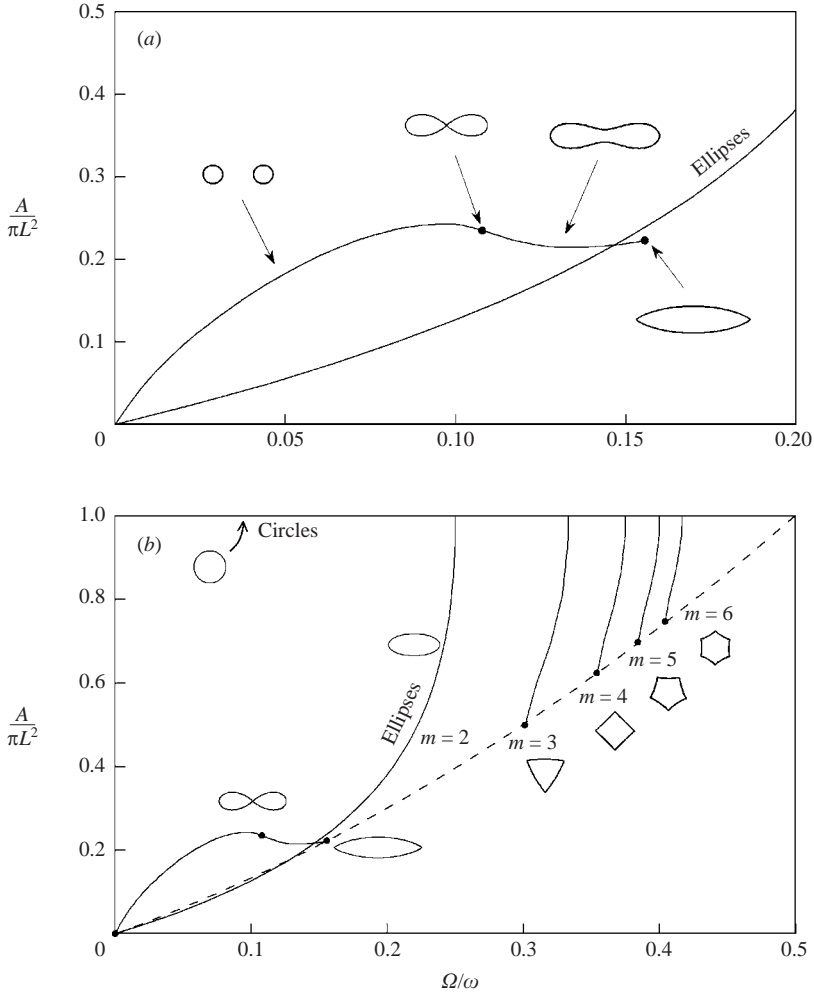 0.5
(a)
0.4
0.3
Ellipses
A
πL²
0.2
0.1
0
0.05
0.10
0.15
0.20
1.0
(b)
Circles
0.8
m = 6
m = 5
0.6
m = 4
Ellipses
m = 2
m = 3
A
πL²
0.4
0.2
0
0.1
0.2
0.3
0.4
0.5
Ω/ω